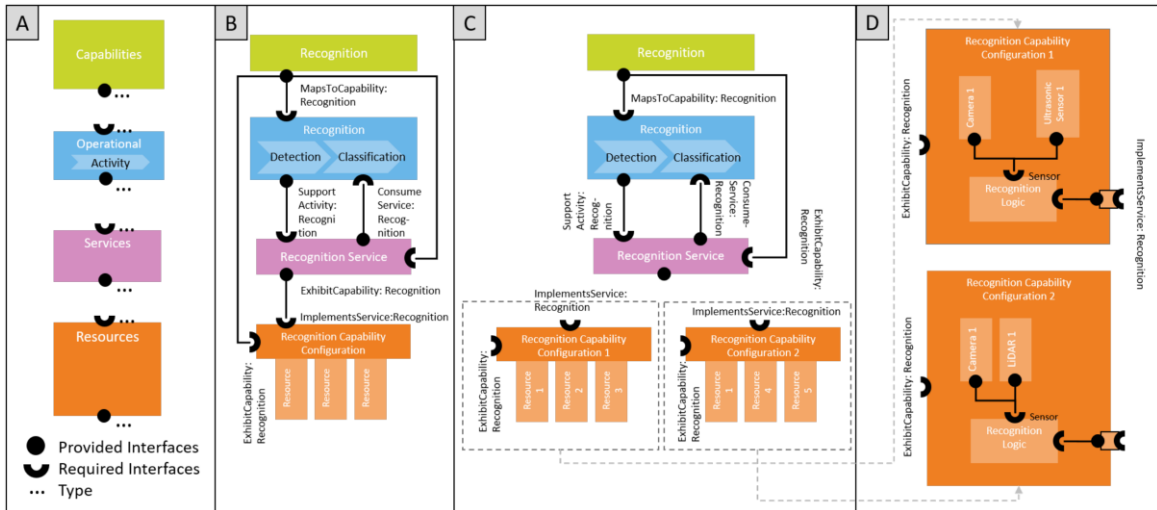 A
Capabilities
...
...
Operational
Activity
...
...
Services
...
...
Resources
...
Provided Interfaces
Required Interfaces
... Type
B
Recognition
MapsToCapability:
Recognition
Recognition
Detection
Classification
Support
Activity:
Recogni
tion
Consume
Service:
Recog-
nition
Recognition Service
ExhibitCapability: Recognition
ImplementsService:Recognition
Recognition Capability
Configuration
ExhibitCapability:
Recognition
Resource
Resource
Resource
C
Recognition
MapsToCapability: Recognition
Recognition
Detection
Classification
Support
Activity:
Recog-
nition
Consume-
Service:
Recognition
ExhibitCapability:
Recognition
Recognition Service
ImplementsService:
Recognition
Recognition Capability
Configuration 1
ExhibitCapability:
Recognition
Resource
1
Resource
2
Resource
3
ImplementsService:Recognition
Recognition Capability
Configuration 2
ExhibitCapability:
Recognition
Resource
1
Resource
4
Resource
5
D
Recognition Capability
Configuration 1
ExhibitCapability: Recognition
Camera 1
Ultrasonic
Sensor 1
Sensor
Recognition
Logic
ImplementsService: Recognition
Recognition Capability
Configuration 2
ExhibitCapability: Recognition
Camera 1
LiDAR 1
Sensor
Recognition
Logic